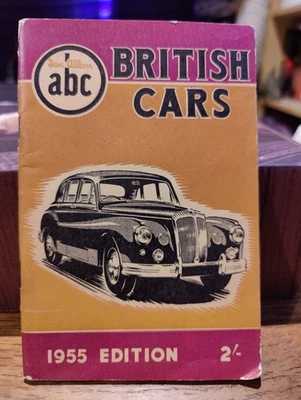 Ian Allan
abc
BRITISH
CARS
1955 EDITION 2/-